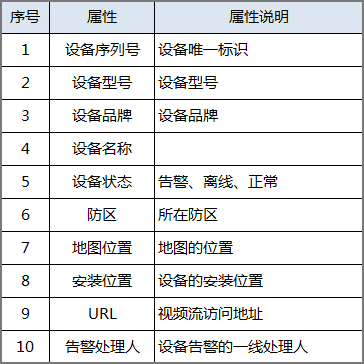 序号 属性 属性说明
1 设备序列号 设备唯一标识
2 设备型号 设备型号
3 设备品牌 设备品牌
4 设备名称
5 设备状态 告警、离线、正常
6 防区 所在防区
7 地图位置 地图的位置
8 安装位置 设备的安装位置
9 URL 视频流访问地址
10 告警处理人 设备告警的一线处理人